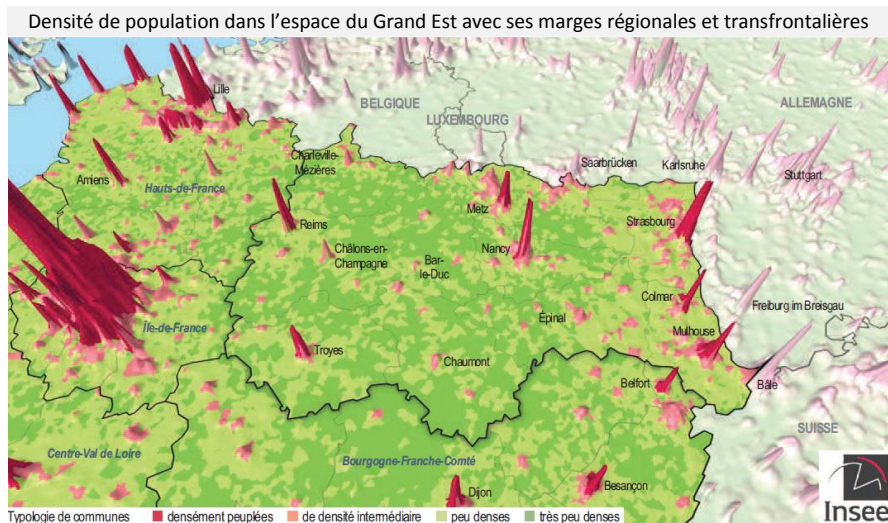 Densité de population dans l'espace du Grand Est avec ses marges régionales et transfrontalières
Lille
BELGIQUE
LUXEMBOURG
ALLEMAGNE
Charleville-
Mézières
Saarbrücken
Karlsruhe
Stuttgart
Amiens
Hauts-de-France
Metz
Reims
Strasbourg
Châlons-en-
Champagne
Nancy
Bar-
le-Duc
Colmar
Freiburg im Breisgau
Île-de-France
Épinal
Mulhouse
Troyes
Chaumont
Belfort
Bâle
SUISSE
Centre-Val de Loire
Bourgogne-Franche-Comté
Dijon
Besançon
Insee
Typologie de communes densément peuplées de densité intermédiaire peu denses très peu denses